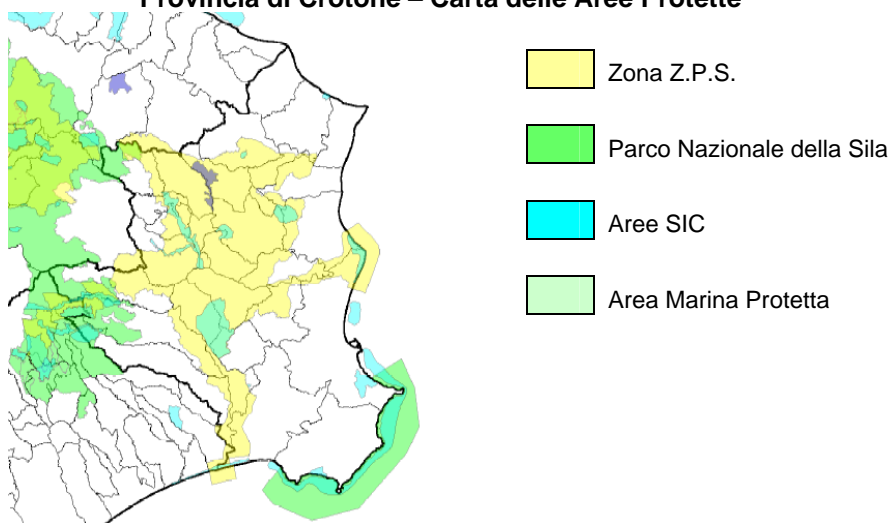 Provincia di Crotone – Carta delle Aree Protette
Zona Z.P.S.
Parco Nazionale della Sila
Aree SIC
Area Marina Protetta